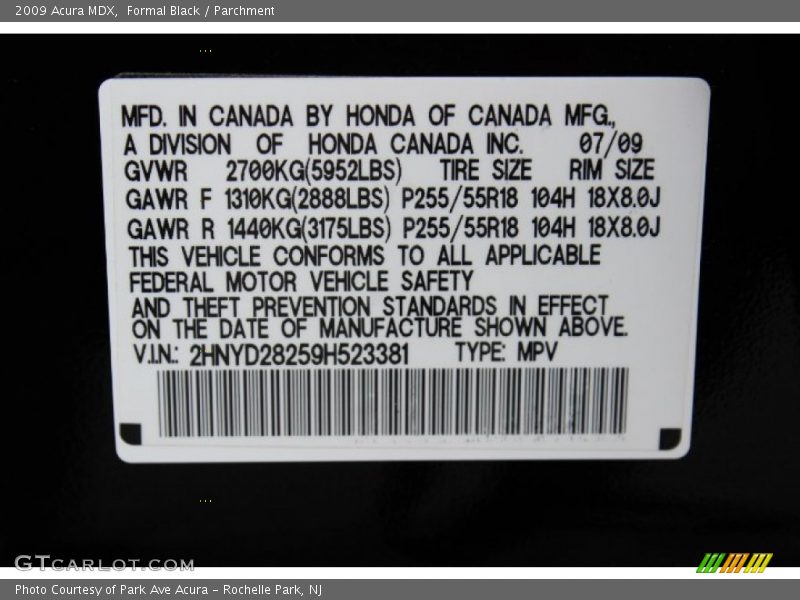 2009 Acura MDX, Formal Black / Parchment
MFD. IN CANADA BY HONDA OF CANADA MFG.,
A DIVISION OF HONDA CANADA INC. 07/09
GVWR 2700KG(5952LBS) TIRE SIZE RIM SIZE
GAWR F 1310KG(2888LBS) P255/55R18 104H 18X8.0J
GAWR R 1440KG(3175LBS) P255/55R18 104H 18X8.0J
THIS VEHICLE CONFORMS TO ALL APPLICABLE
FEDERAL MOTOR VEHICLE SAFETY
AND THEFT PREVENTION STANDARDS IN EFFECT
ON THE DATE OF MANUFACTURE SHOWN ABOVE.
V.I.N.: 2HNYD28259H523381 TYPE: MPV
GTCARLOT.COM
Photo Courtesy of Park Ave Acura - Rochelle Park, NJ